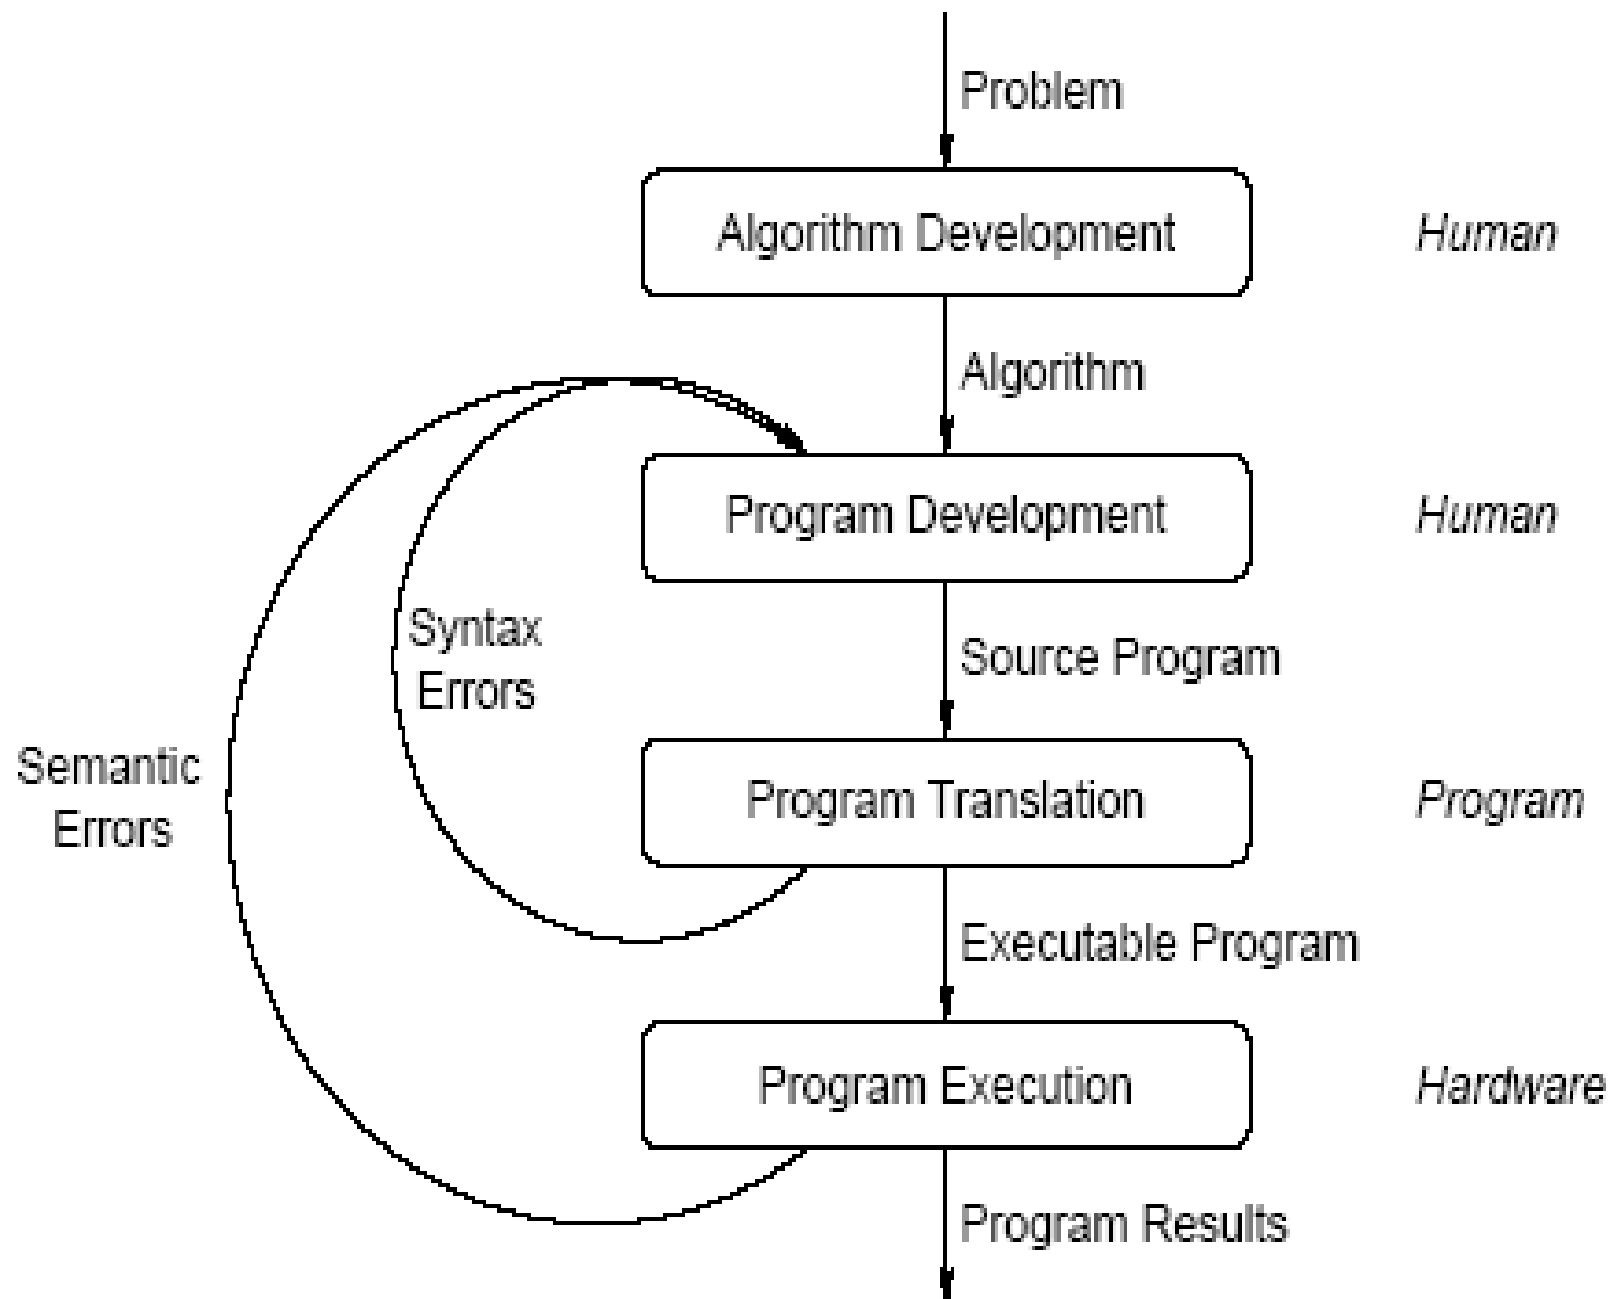 Problem
Algorithm Development
Human
Algorithm
Program Development
Human
Syntax
Errors
Source Program
Semantic
Errors
Program Translation
Program
Executable Program
Program Execution
Hardware
Program Results